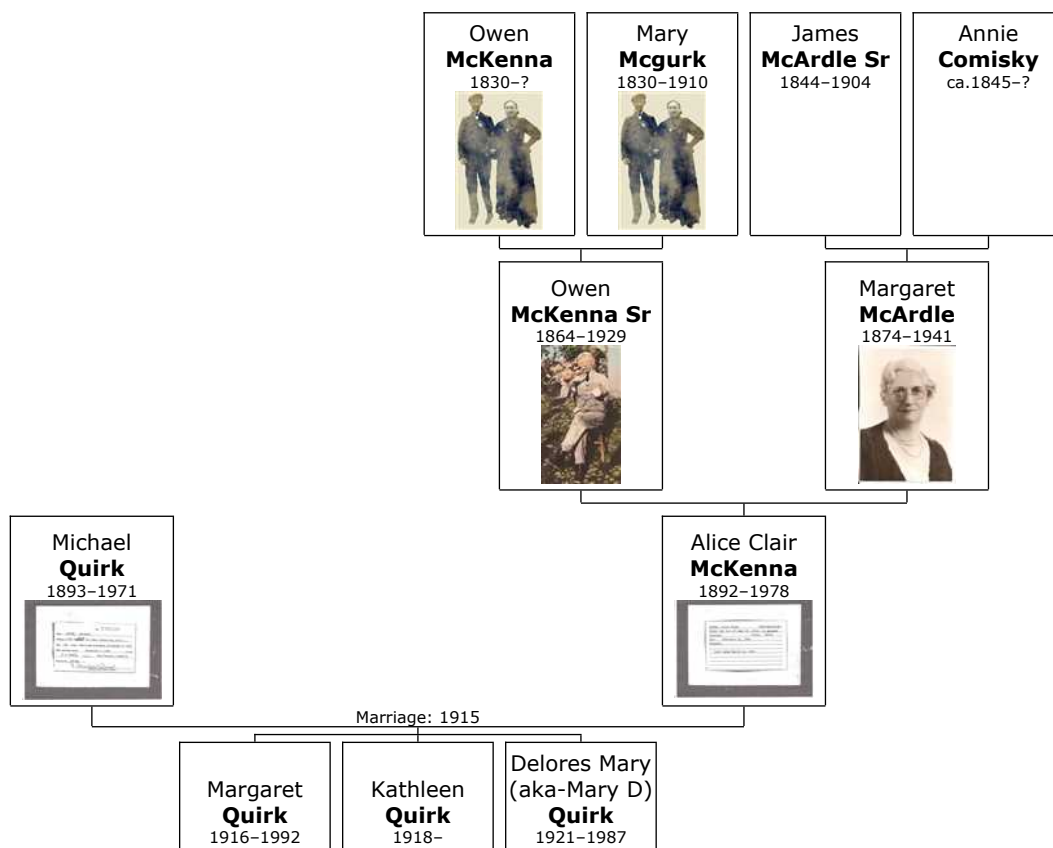 Owen
McKenna
1830–?
Mary
Mcgurk
1830–1910
James
McArdle Sr
1844–1904
Annie
Comisky
ca.1845–?
Owen
McKenna Sr
1864–1929
Margaret
McArdle
1874–1941
Michael
Quirk
1893–1971
Alice Clair
McKenna
1892–1978
Marriage: 1915
Margaret
Quirk
1916–1992
Kathleen
Quirk
1918–
Delores Mary
(aka-Mary D)
Quirk
1921–1987